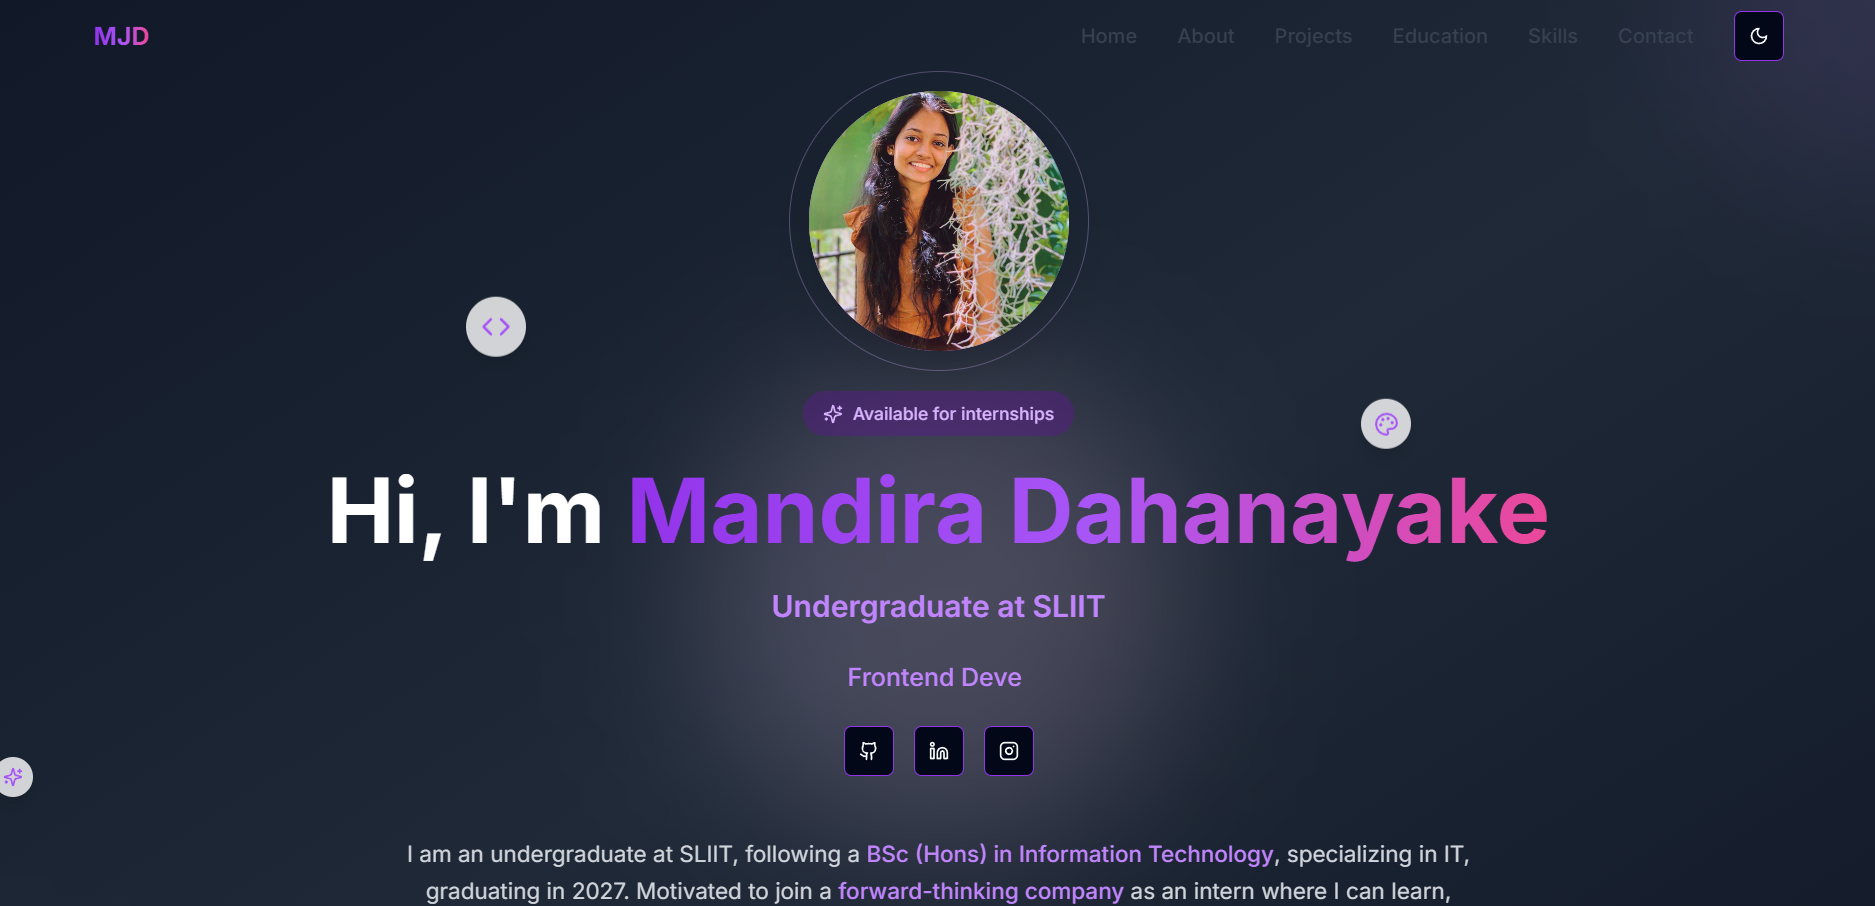 MJD
Home About Projects Education Skills Contact
Available for internships
Hi, I'm Mandira Dahanayake
Undergraduate at SLIIT
Frontend Deve
in
I am an undergraduate at SLIIT, following a BSc (Hons) in Information Technology, specializing in IT,
graduating in 2027. Motivated to join a forward-thinking company as an intern where I can learn,